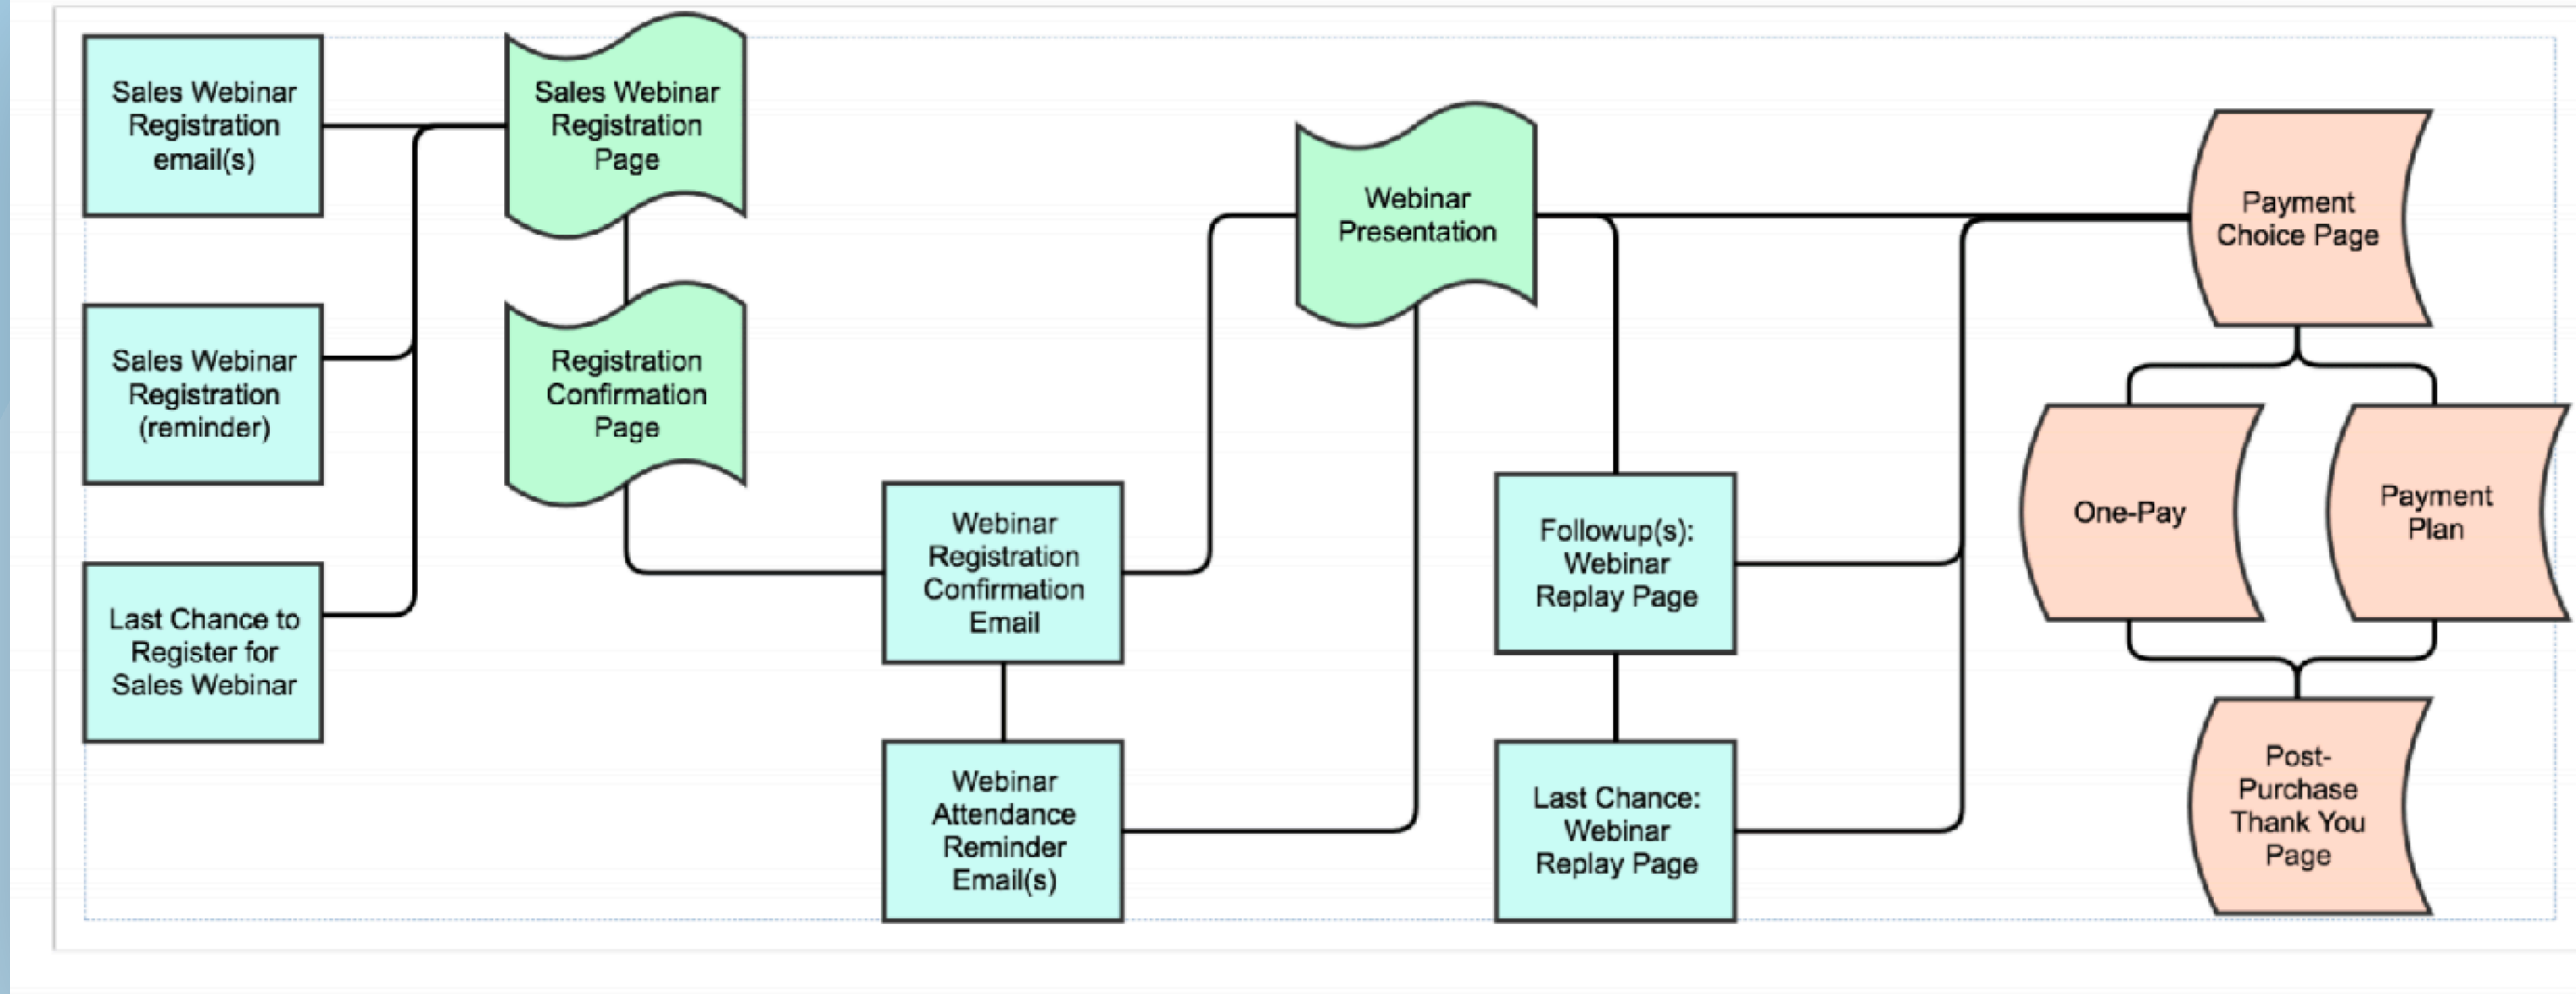 Sales Webinar
Registration
email(s)
Sales Webinar
Registration
Page
Sales Webinar
Registration
(reminder)
Registration
Confirmation
Page
Last Chance to
Register for
Sales Webinar
Webinar
Registration
Confirmation
Email
Webinar
Attendance
Reminder
Email(s)
Webinar
Presentation
Followup(s):
Webinar
Replay Page
Last Chance:
Webinar
Replay Page
Payment
Choice Page
One-Pay
Payment
Plan
Post-
Purchase
Thank You
Page